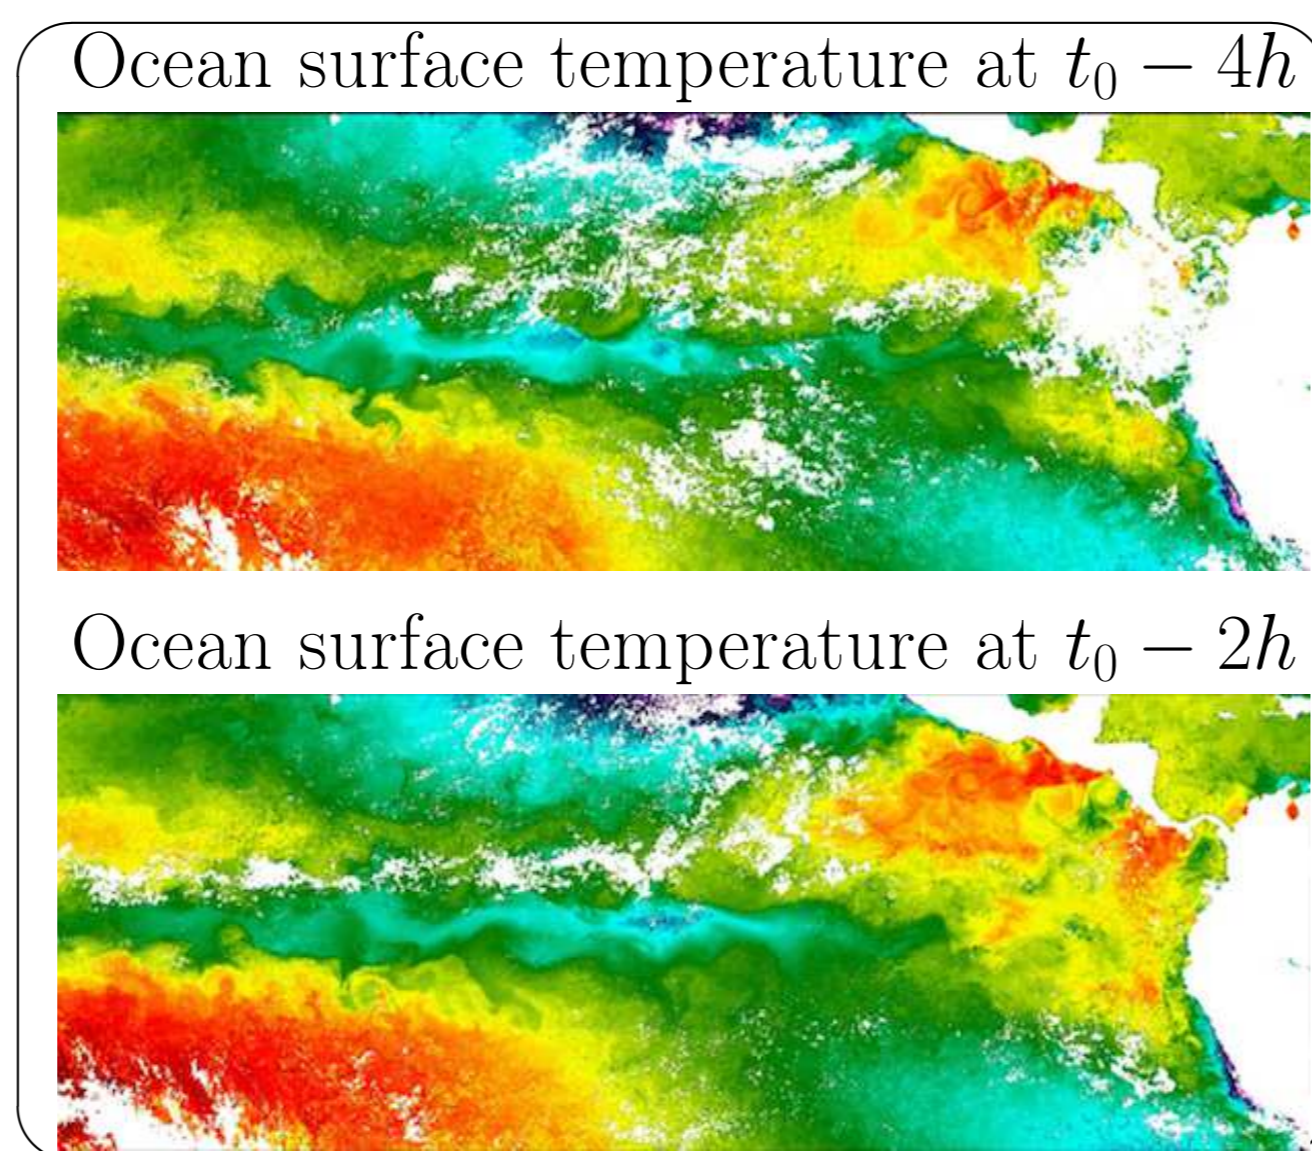 Ocean surface temperature at t₀ − 4h
Ocean surface temperature at t₀ − 2h